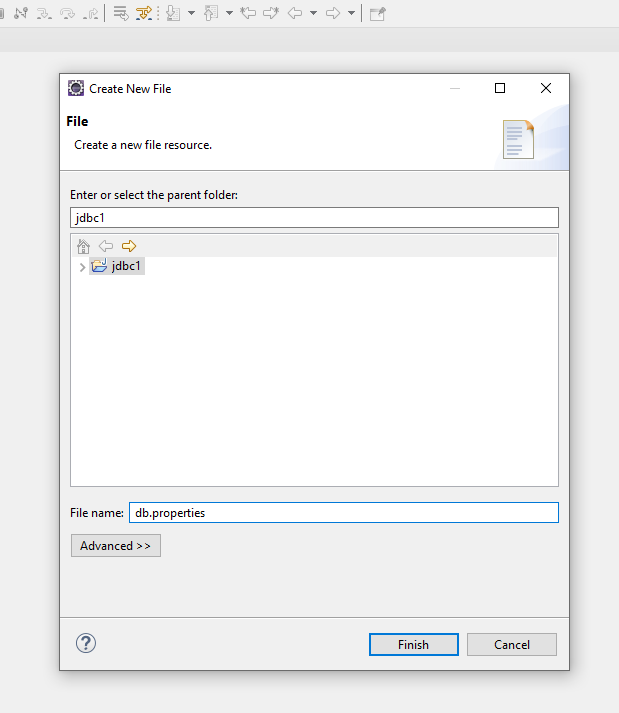 Create New File
File
Create a new file resource.
Enter or select the parent folder:
jdbc1
jdbc1
File name: db.properties
Advanced >>
Finish Cancel